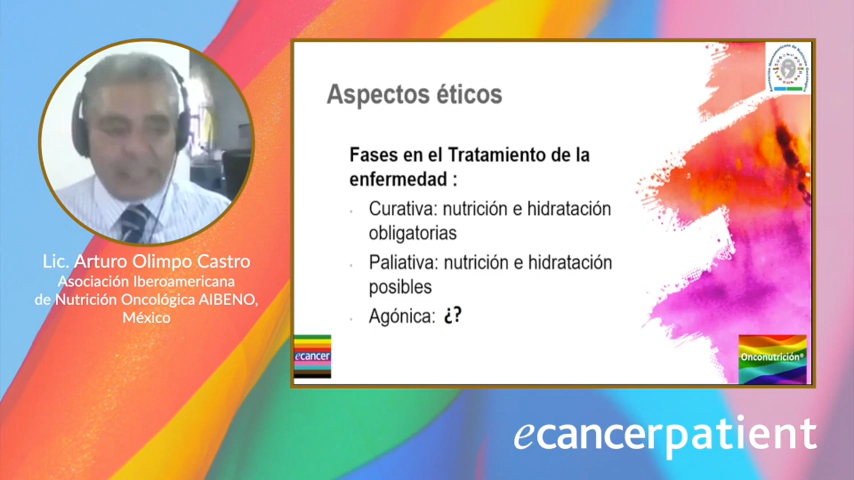 Aspectos éticos
Fases en el Tratamiento de la
enfermedad :
Curativa: nutrición e hidratación
obligatorias
Paliativa: nutrición e hidratación
posibles
Agónica: ¿?
ecancer
Onconutrición®
Lic. Arturo Olimpo Castro
Asociación Iberoamericana
de Nutrición Oncológica AIBENO,
México
ecancerpatient